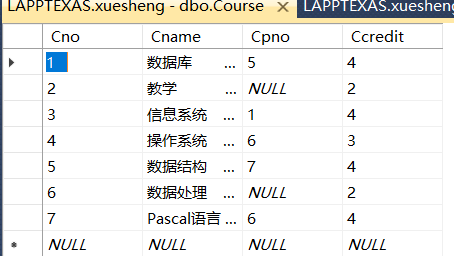 LAPPTEXAS.xuesheng - dbo.Course × LAPPTEXAS.xuesheng
Cno Cname Cpno Ccredit
1 数据库 ... 5 4
2 教学 ... NULL 2
3 信息系统 ... 1 4
4 操作系统 ... 6 3
5 数据结构 ... 7 4
6 数据处理 ... NULL 2
7 Pascal语言 ... 6 4
NULL NULL NULL NULL